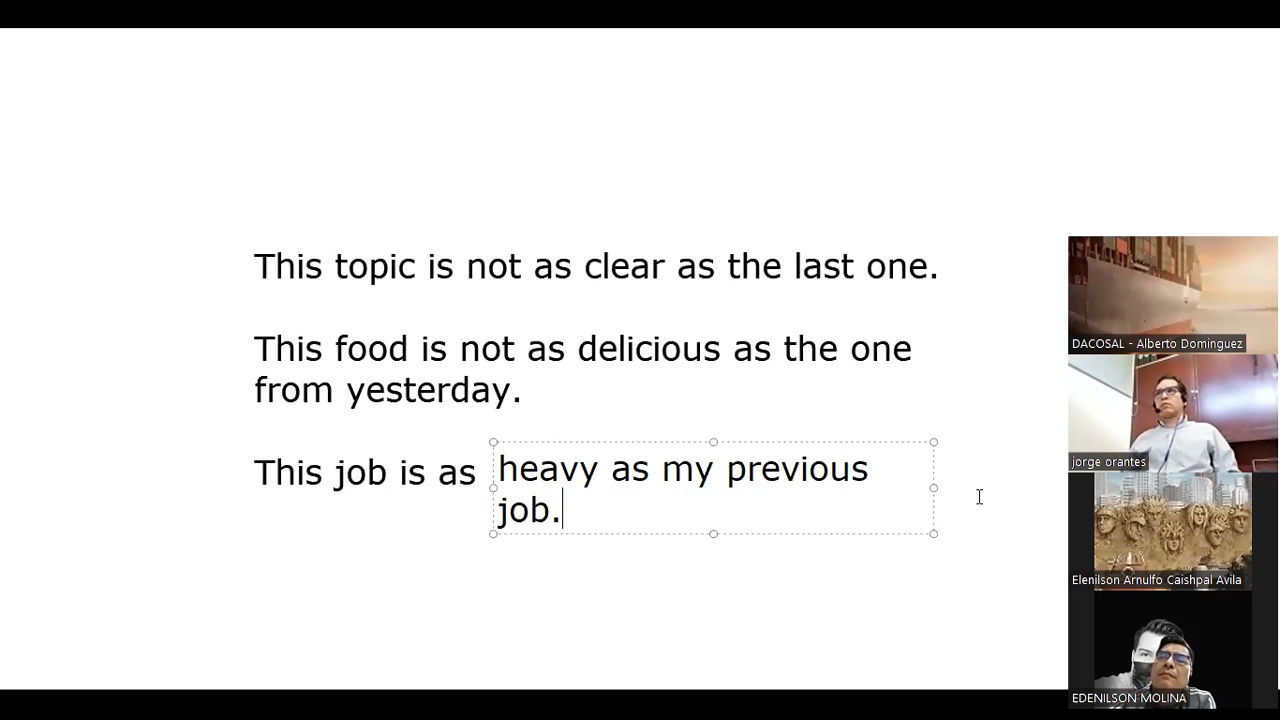 This topic is not as clear as the last one.
This food is not as delicious as the one
from yesterday.
This job is as heavy as my previous
job.
DACOSAL - Alberto Dominguez
jorge orantes
Elenilson Arnulfo Caishpal Avila
EDENILSON MOLINA